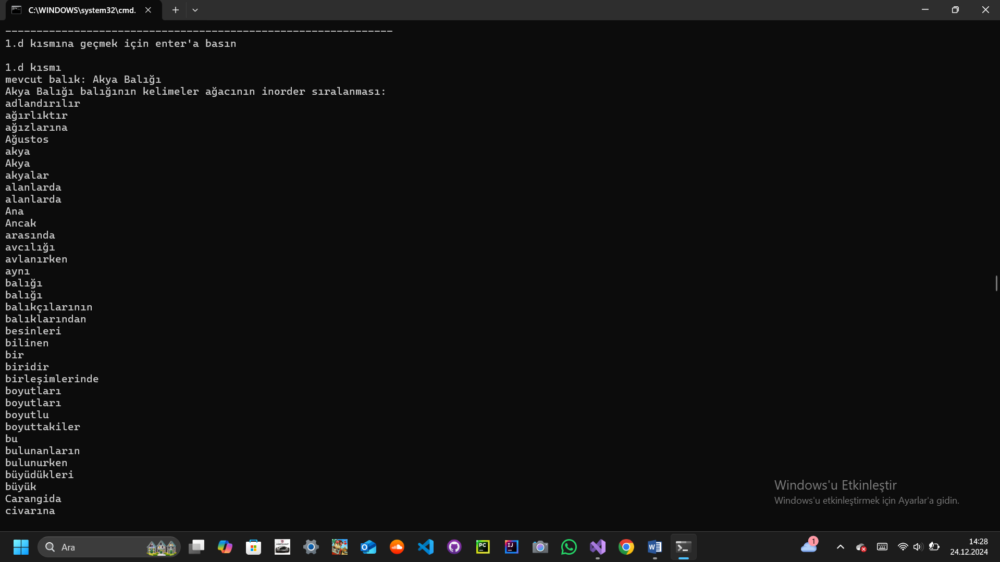 C:\WINDOWS\system32\cmd.
--------------------------------------------------------------
1.d kısmına geçmek için enter'a basın
1.d kısmı
mevcut balık: Akya Balığı
Akya Balığı balığının kelimeler ağacının inorder sıralanması:
adlandırılır
ağırlıktır
ağızlarına
Ağustos
akya
Akya
akyalar
alanlarda
alanlarda
Ana
Ancak
arasında
avcılığı
avlanırken
aynı
balığı
balığı
balıkçılarının
balıklarından
besinleri
bilinen
bir
biridir
birleşimlerinde
boyutları
boyutları
boyutlu
boyuttakiler
bu
bulunanların
bulunurken
büyüdükleri
büyük
Carangida
civarına
Windows'u Etkinleştir
Windows'u etkinleştirmek için Ayarlar'a gidin.
Ara
PC
IJ
1
14:28
24.12.2024